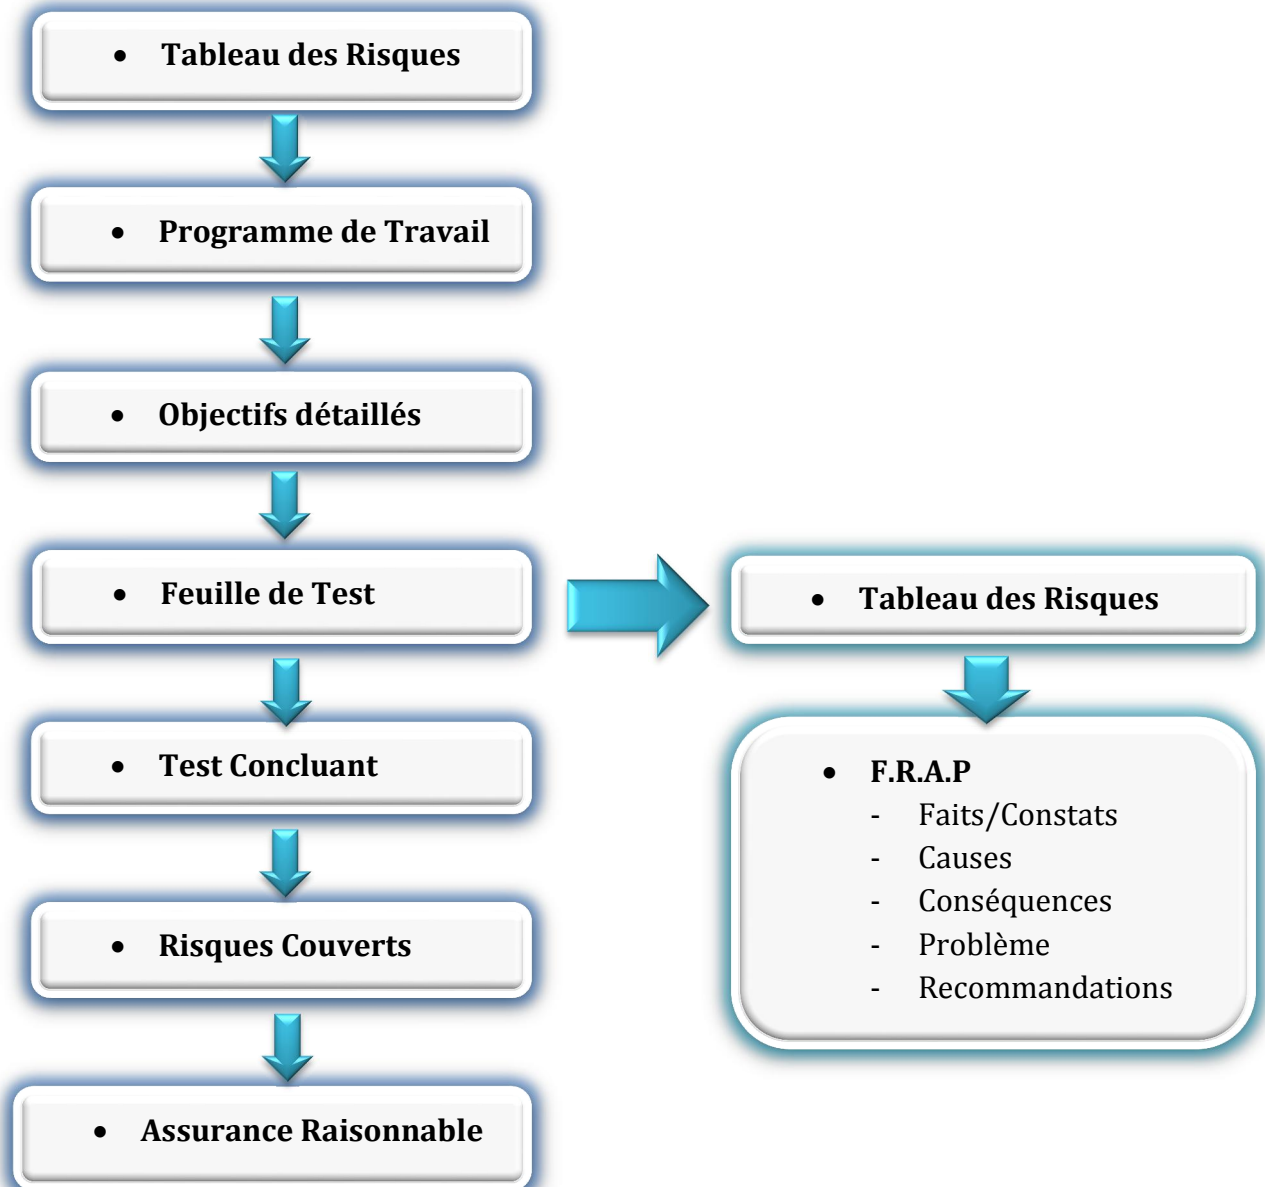 • Tableau des Risques
• Programme de Travail
• Objectifs détaillés
• Feuille de Test
• Test Concluant
• Risques Couverts
• Assurance Raisonnable
• Tableau des Risques
• F.R.A.P
- Faits/Constats
- Causes
- Conséquences
- Problème
- Recommandations